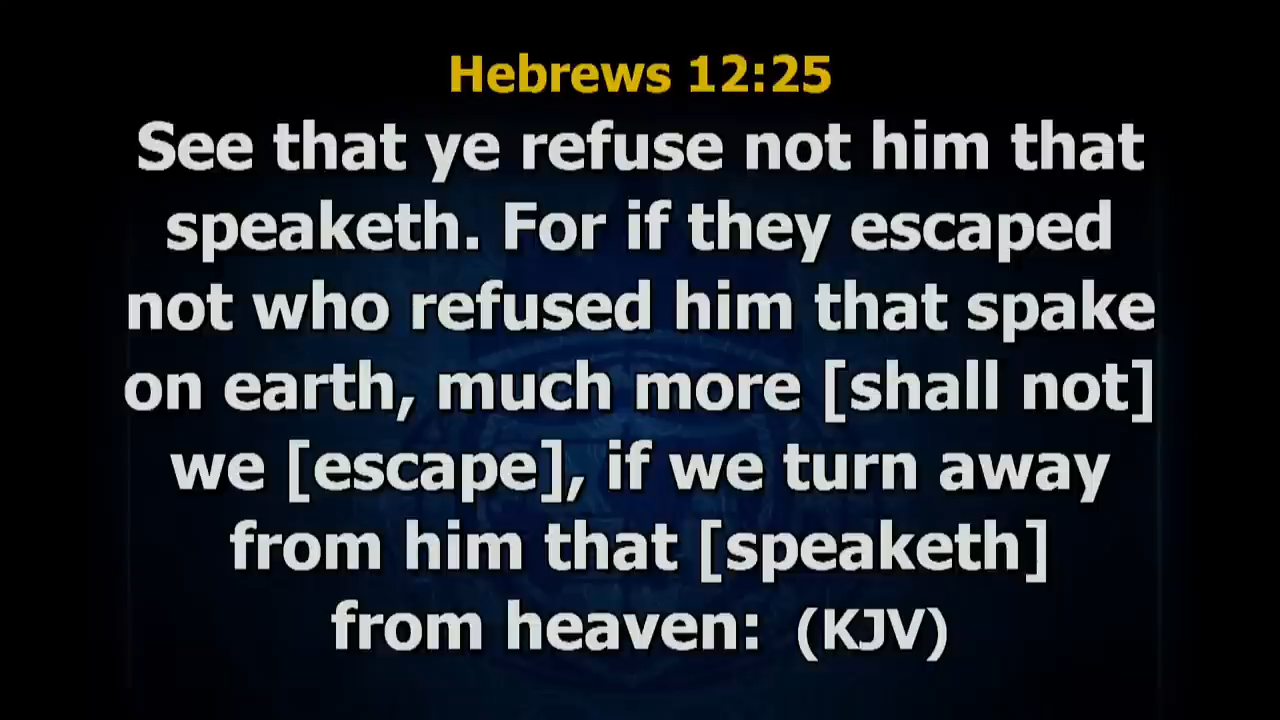 Hebrews 12:25
See that ye refuse not him that
speaketh. For if they escaped
not who refused him that spake
on earth, much more [shall not]
we [escape], if we turn away
from him that [speaketh]
from heaven: (KJV)